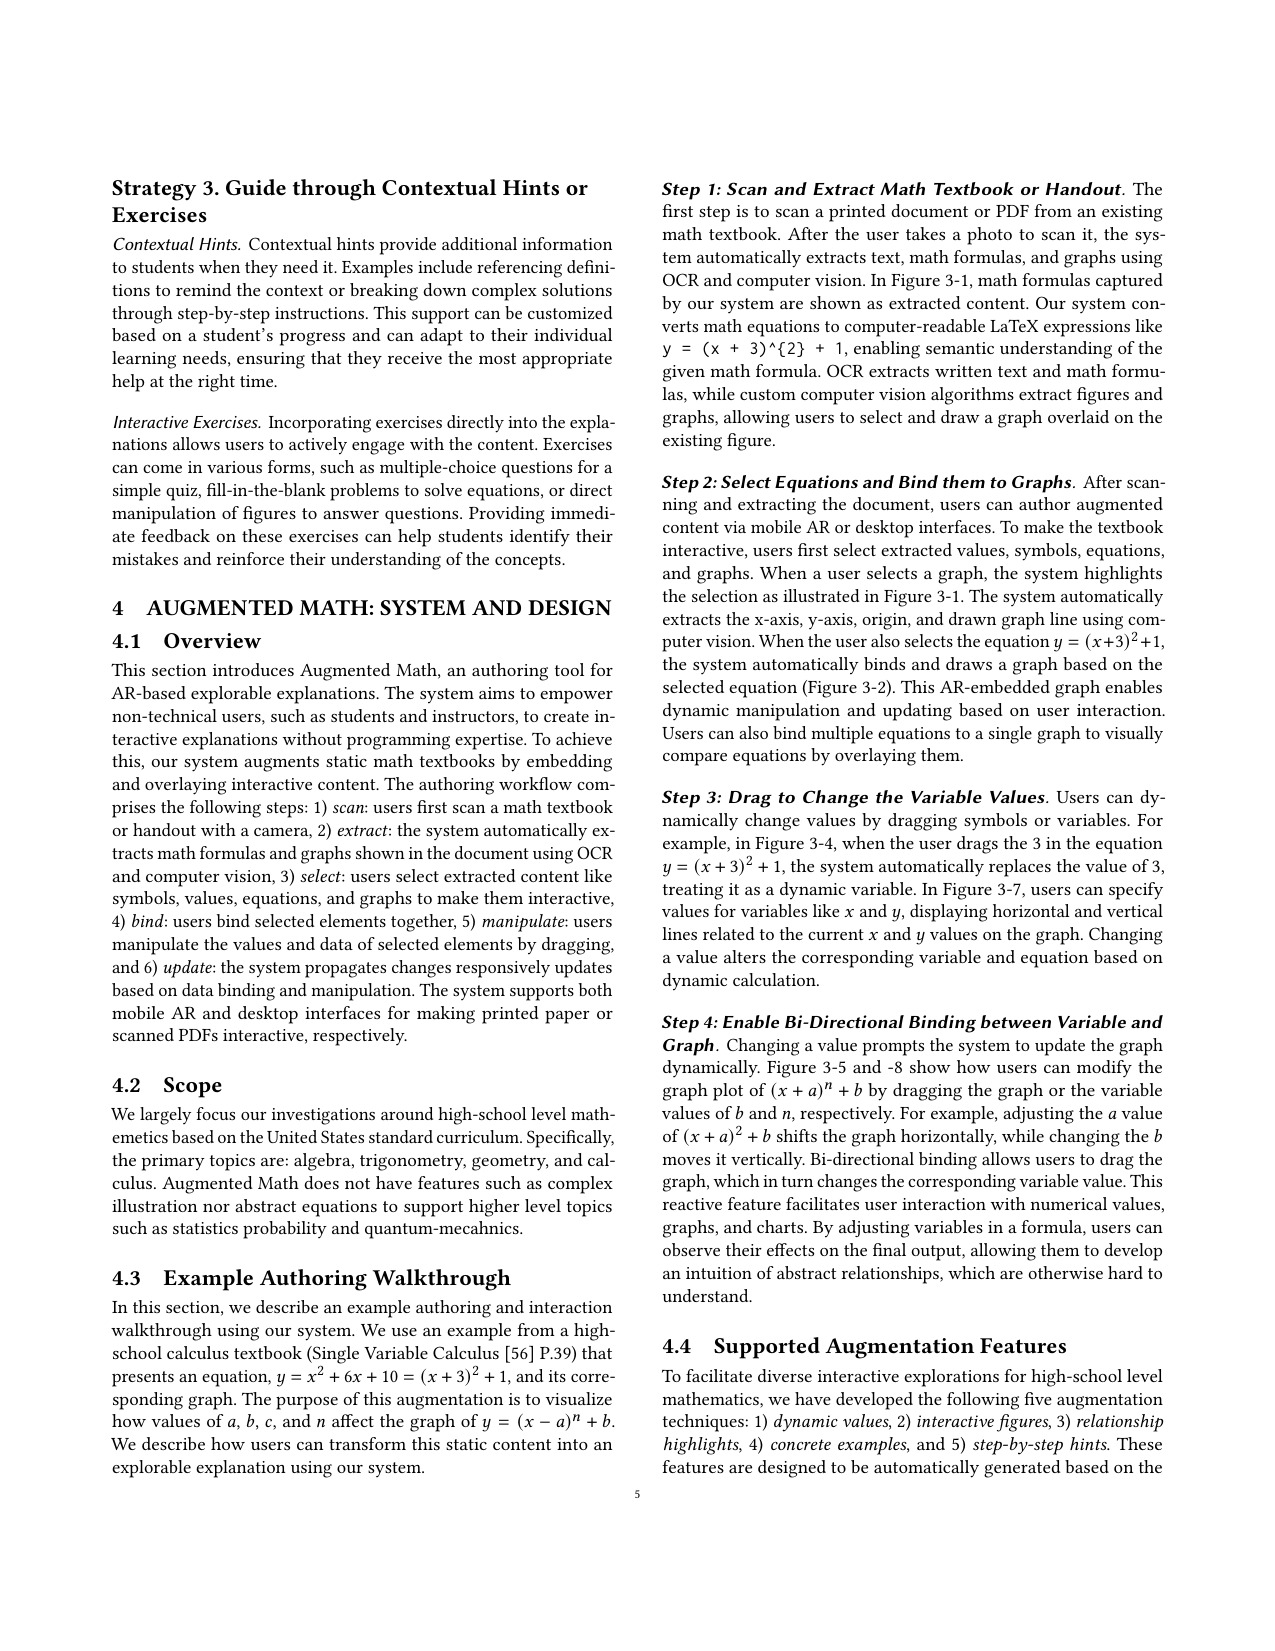 Strategy 3. Guide through Contextual Hints or
Exercises
Contextual Hints. Contextual hints provide additional information
to students when they need it. Examples include referencing defini-
tions to remind the context or breaking down complex solutions
through step-by-step instructions. This support can be customized
based on a student's progress and can adapt to their individual
learning needs, ensuring that they receive the most appropriate
help at the right time.
Interactive Exercises. Incorporating exercises directly into the expla-
nations allows users to actively engage with the content. Exercises
can come in various forms, such as multiple-choice questions for a
simple quiz, fill-in-the-blank problems to solve equations, or direct
manipulation of figures to answer questions. Providing immedi-
ate feedback on these exercises can help students identify their
mistakes and reinforce their understanding of the concepts.
4 AUGMENTED MATH: SYSTEM AND DESIGN
4.1 Overview
This section introduces Augmented Math, an authoring tool for
AR-based explorable explanations. The system aims to empower
non-technical users, such as students and instructors, to create in-
teractive explanations without programming expertise. To achieve
this, our system augments static math textbooks by embedding
and overlaying interactive content. The authoring workflow com-
prises the following steps: 1) scan: users first scan a math textbook
or handout with a camera, 2) extract: the system automatically ex-
tracts math formulas and graphs shown in the document using OCR
and computer vision, 3) select: users select extracted content like
symbols, values, equations, and graphs to make them interactive,
4) bind: users bind selected elements together, 5) manipulate: users
manipulate the values and data of selected elements by dragging,
and 6) update: the system propagates changes responsively updates
based on data binding and manipulation. The system supports both
mobile AR and desktop interfaces for making printed paper or
scanned PDFs interactive, respectively.
4.2 Scope
We largely focus our investigations around high-school level math-
emetics based on the United States standard curriculum. Specifically,
the primary topics are: algebra, trigonometry, geometry, and cal-
culus. Augmented Math does not have features such as complex
illustration nor abstract equations to support higher level topics
such as statistics probability and quantum-mecahnics.
4.3 Example Authoring Walkthrough
In this section, we describe an example authoring and interaction
walkthrough using our system. We use an example from a high-
school calculus textbook (Single Variable Calculus [56] P.39) that
presents an equation, y = x² + 6x + 10 = (x + 3)² + 1, and its corre-
sponding graph. The purpose of this augmentation is to visualize
how values of a, b, c, and n affect the graph of y = (x − a)ⁿ + b.
We describe how users can transform this static content into an
explorable explanation using our system.
Step 1: Scan and Extract Math Textbook or Handout. The
first step is to scan a printed document or PDF from an existing
math textbook. After the user takes a photo to scan it, the sys-
tem automatically extracts text, math formulas, and graphs using
OCR and computer vision. In Figure 3-1, math formulas captured
by our system are shown as extracted content. Our system con-
verts math equations to computer-readable LaTeX expressions like
y = (x + 3)^{2} + 1, enabling semantic understanding of the
given math formula. OCR extracts written text and math formu-
las, while custom computer vision algorithms extract figures and
graphs, allowing users to select and draw a graph overlaid on the
existing figure.
Step 2: Select Equations and Bind them to Graphs. After scan-
ning and extracting the document, users can author augmented
content via mobile AR or desktop interfaces. To make the textbook
interactive, users first select extracted values, symbols, equations,
and graphs. When a user selects a graph, the system highlights
the selection as illustrated in Figure 3-1. The system automatically
extracts the x-axis, y-axis, origin, and drawn graph line using com-
puter vision. When the user also selects the equation y = (x+3)²+1,
the system automatically binds and draws a graph based on the
selected equation (Figure 3-2). This AR-embedded graph enables
dynamic manipulation and updating based on user interaction.
Users can also bind multiple equations to a single graph to visually
compare equations by overlaying them.
Step 3: Drag to Change the Variable Values. Users can dy-
namically change values by dragging symbols or variables. For
example, in Figure 3-4, when the user drags the 3 in the equation
y = (x + 3)² + 1, the system automatically replaces the value of 3,
treating it as a dynamic variable. In Figure 3-7, users can specify
values for variables like x and y, displaying horizontal and vertical
lines related to the current x and y values on the graph. Changing
a value alters the corresponding variable and equation based on
dynamic calculation.
Step 4: Enable Bi-Directional Binding between Variable and
Graph. Changing a value prompts the system to update the graph
dynamically. Figure 3-5 and -8 show how users can modify the
graph plot of (x + a)ⁿ + b by dragging the graph or the variable
values of b and n, respectively. For example, adjusting the a value
of (x + a)² + b shifts the graph horizontally, while changing the b
moves it vertically. Bi-directional binding allows users to drag the
graph, which in turn changes the corresponding variable value. This
reactive feature facilitates user interaction with numerical values,
graphs, and charts. By adjusting variables in a formula, users can
observe their effects on the final output, allowing them to develop
an intuition of abstract relationships, which are otherwise hard to
understand.
4.4 Supported Augmentation Features
To facilitate diverse interactive explorations for high-school level
mathematics, we have developed the following five augmentation
techniques: 1) dynamic values, 2) interactive figures, 3) relationship
highlights, 4) concrete examples, and 5) step-by-step hints. These
features are designed to be automatically generated based on the
5